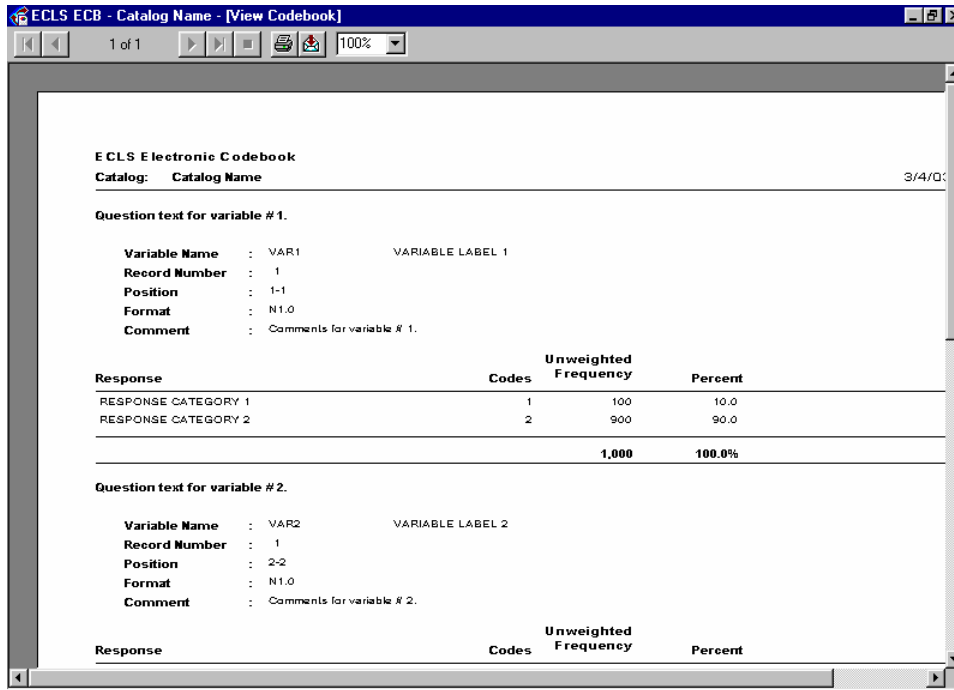 ECLS ECB - Catalog Name - [View Codebook]
1 of 1 100%
ECLS Electronic Codebook
Catalog: Catalog Name 3/4/03
Question text for variable # 1.
Variable Name : VAR1 VARIABLE LABEL 1
Record Number : 1
Position : 1-1
Format : N1.0
Comment : Comments for variable # 1.
Unweighted
Response Codes Frequency Percent
RESPONSE CATEGORY 1 1 100 10.0
RESPONSE CATEGORY 2 2 900 90.0
1,000 100.0%
Question text for variable # 2.
Variable Name : VAR2 VARIABLE LABEL 2
Record Number : 1
Position : 2-2
Format : N1.0
Comment : Comments for variable # 2.
Unweighted
Response Codes Frequency Percent